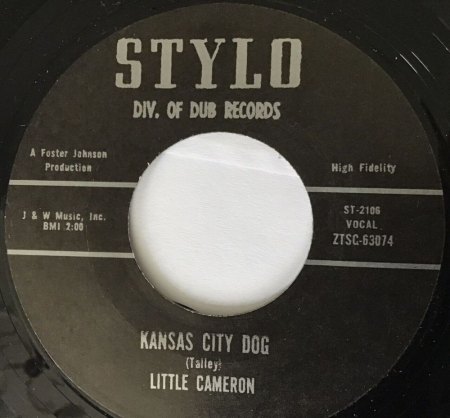 STYLO
DIV. OF DUB RECORDS
A Foster Johnson
Production
High Fidelity
J & W Music, Inc.
BMI 2:00
ST-2106
VOCAL
ZTSC-63074
KANSAS CITY DOG
(Talley)
LITTLE CAMERON